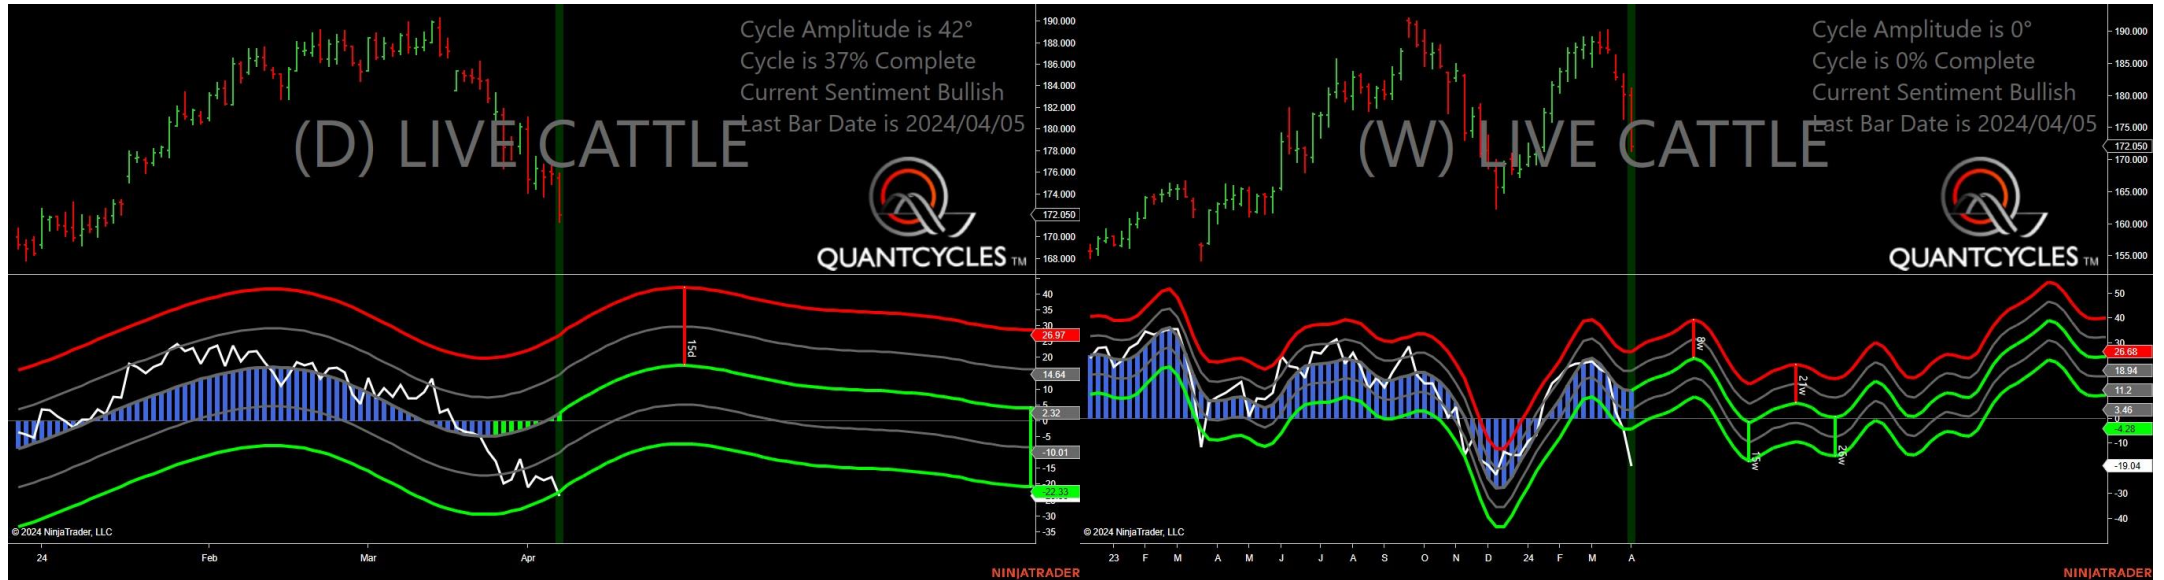 Cycle Amplitude is 42°
Cycle is 37% Complete
Current Sentiment Bullish
Last Bar Date is 2024/04/05
(D) LIVE CATTLE
QUANTCYCLES TM
190.000
188.000
186.000
184.000
182.000
180.000
178.000
176.000
174.000
172.050
170.000
168.000
15d
40
35
30
26.97
20
14.64
10
5
2.32
0
-5
-10.01
-15
-20
-22.33
-30
-35
© 2024 NinjaTrader, LLC
24 Feb Mar Apr
NINJATRADER
Cycle Amplitude is 0°
Cycle is 0% Complete
Current Sentiment Bullish
Last Bar Date is 2024/04/05
(W) LIVE CATTLE
QUANTCYCLES TM
190.000
185.000
180.000
175.000
172.050
170.000
165.000
160.000
155.000
8w
21w
15w
26w
50
40
30
26.68
18.94
11.2
3.46
0
-4.28
-10
-19.04
-30
-40
© 2024 NinjaTrader, LLC
23 F M A M J J A S O N D 24 F M A
NINJATRADER